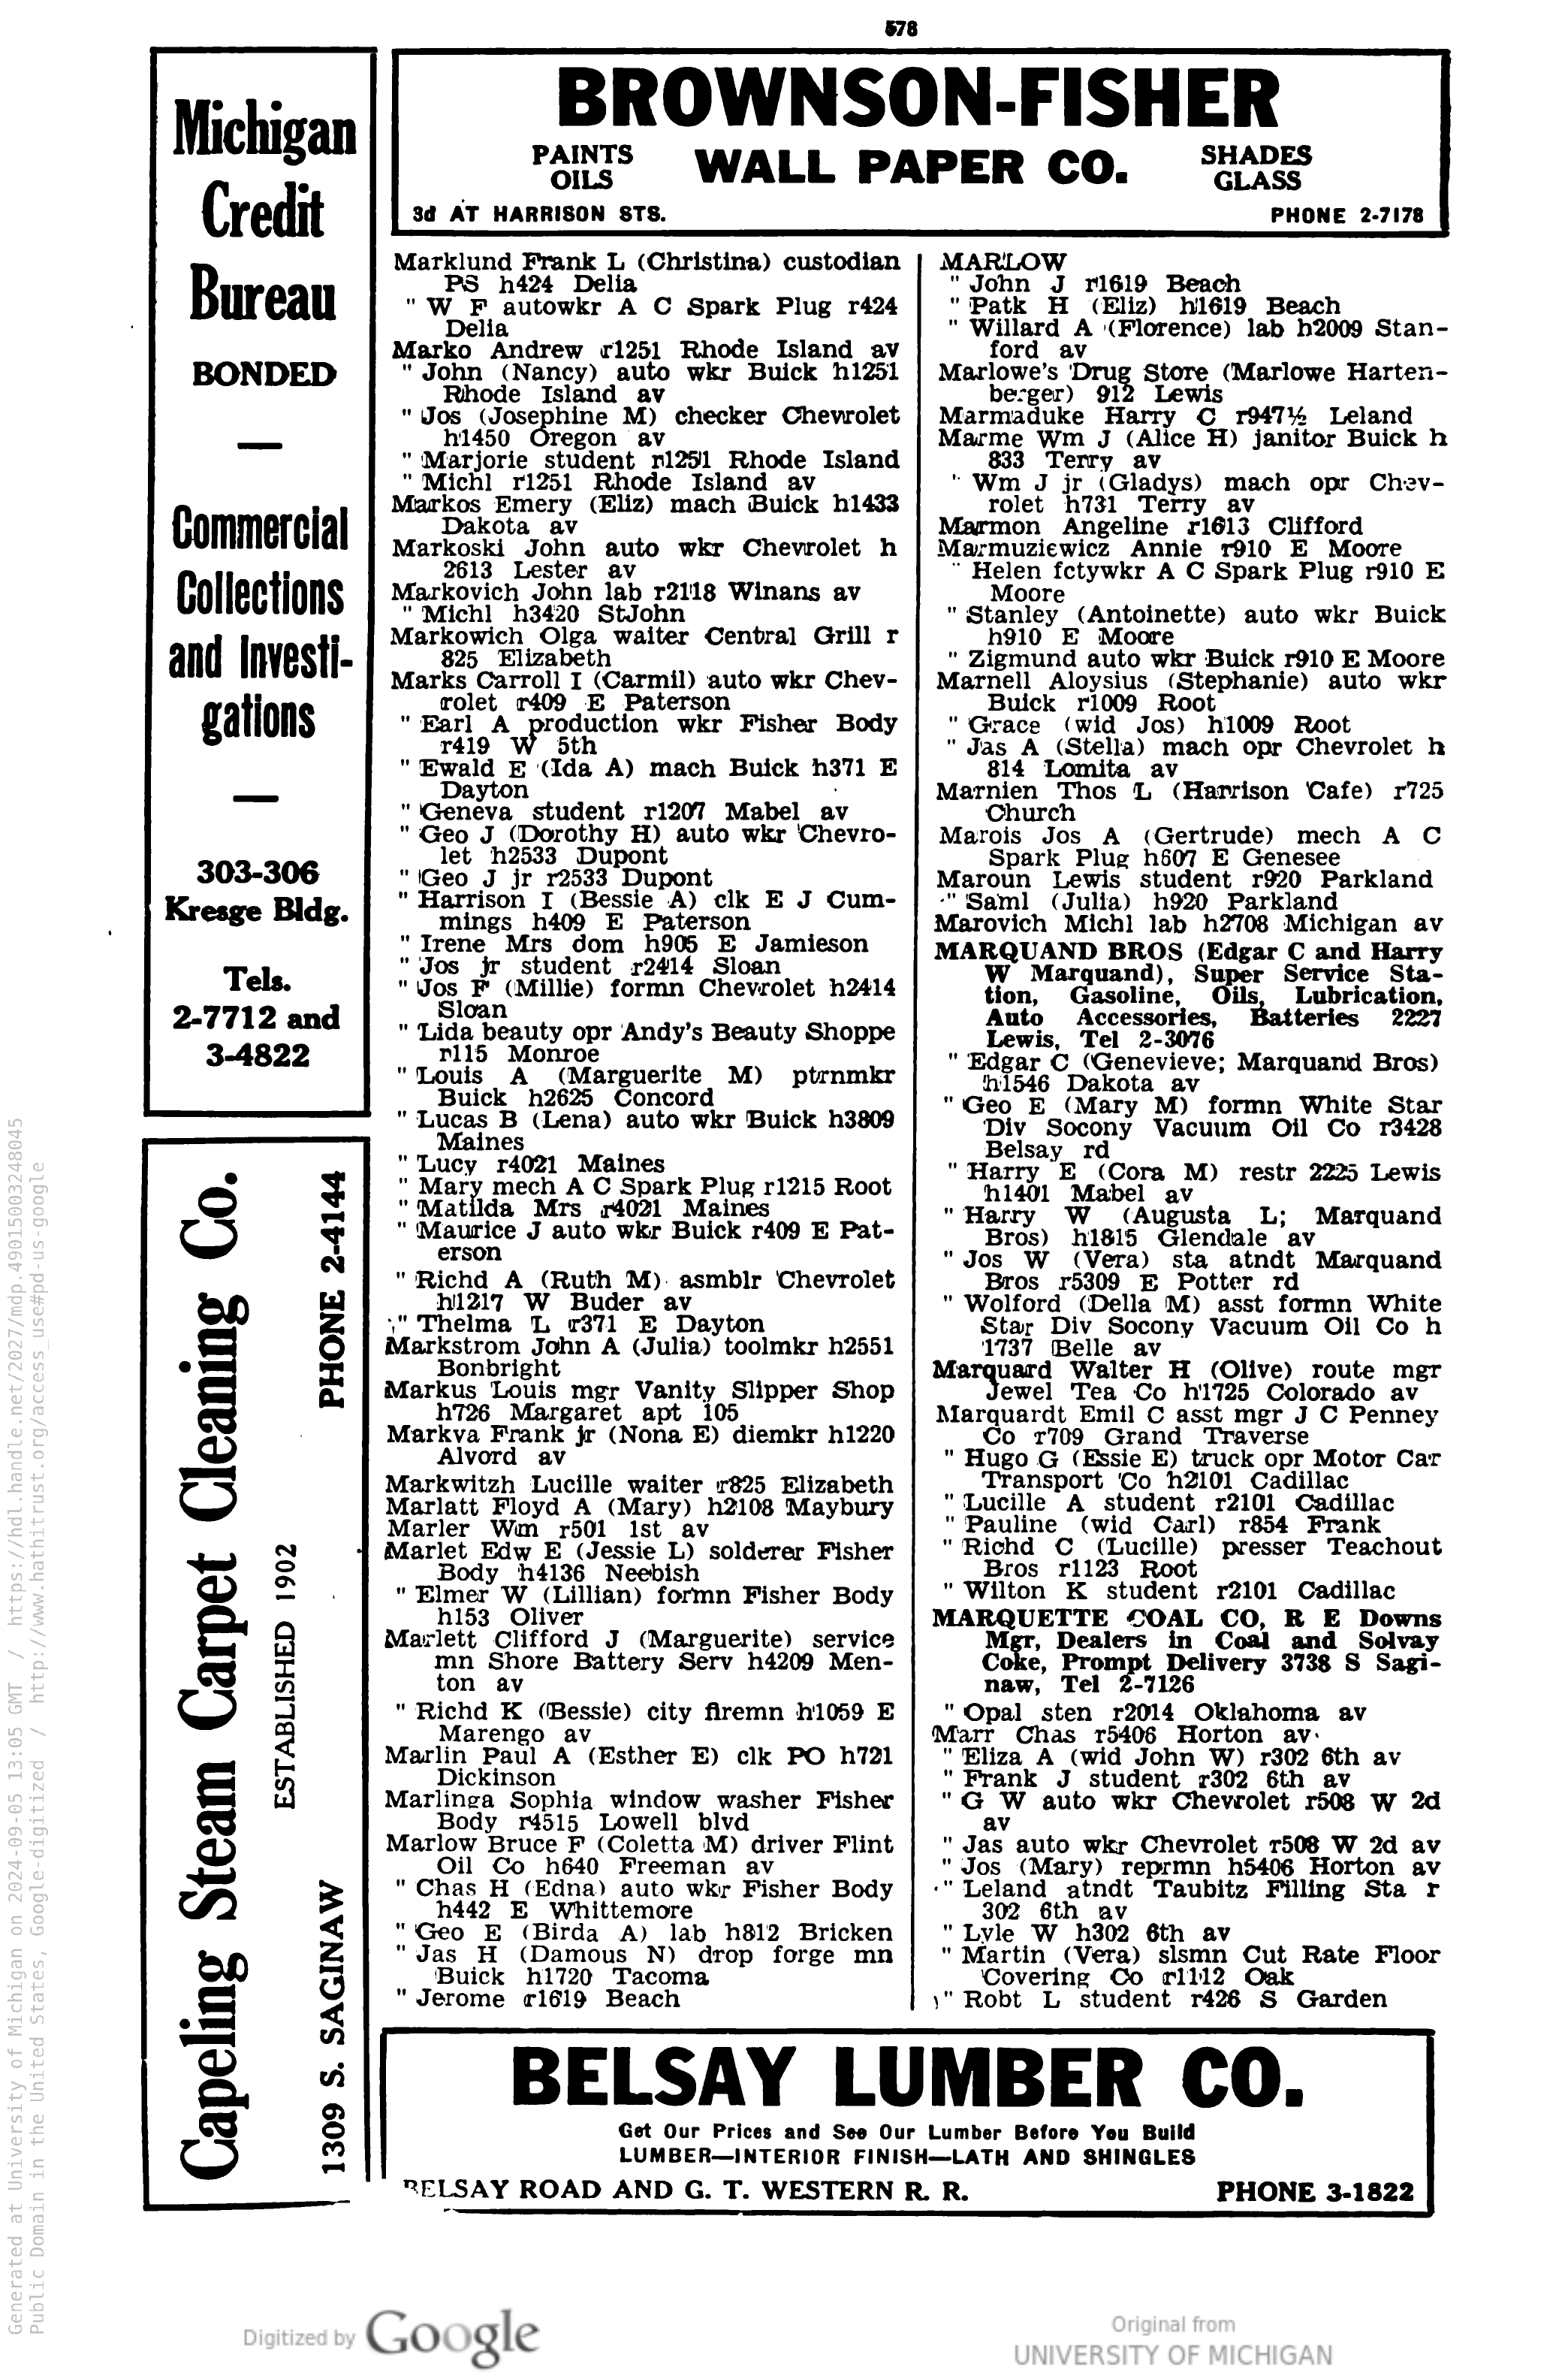 578
Michigan
Credit
Bureau
BONDED
—
Commercial
Collections
and Investi-
gations
—
303-306
Kresge Bldg.
Tels.
2-7712 and
3-4822
Capeling Steam Carpet Cleaning Co.
ESTABLISHED 1902
1309 S. SAGINAW PHONE 2-4144
BROWNSON-FISHER
PAINTS
OILS
WALL PAPER CO.
SHADES
GLASS
3d AT HARRISON STS. PHONE 2-7178
Marklund Frank L (Christina) custodian
PS h424 Delia
" W F autowkr A C Spark Plug r424
Delia
Marko Andrew r1251 Rhode Island av
" John (Nancy) auto wkr Buick h1251
Rhode Island av
" Jos (Josephine M) checker Chevrolet
h1450 Oregon av
" Marjorie student r1251 Rhode Island
" Michl r1251 Rhode Island av
Markos Emery (Eliz) mach Buick h1433
Dakota av
Markoski John auto wkr Chevrolet h
2613 Lester av
Markovich John lab r2118 Winans av
" Michl h3420 StJohn
Markowich Olga waiter Central Grill r
825 Elizabeth
Marks Carroll I (Carmil) auto wkr Chev-
rolet r409 E Paterson
" Earl A production wkr Fisher Body
r419 W 5th
" Ewald E (Ida A) mach Buick h371 E
Dayton
" Geneva student r1207 Mabel av
" Geo J (Dorothy H) auto wkr Chevro-
let h2533 Dupont
" Geo J jr r2533 Dupont
" Harrison I (Bessie A) clk E J Cum-
mings h409 E Paterson
" Irene Mrs dom h905 E Jamieson
" Jos jr student r2414 Sloan
" Jos F (Millie) formn Chevrolet h2414
Sloan
" Lida beauty opr Andy's Beauty Shoppe
r115 Monroe
" Louis A (Marguerite M) ptrnmkr
Buick h2625 Concord
" Lucas B (Lena) auto wkr Buick h3809
Maines
" Lucy r4021 Maines
" Mary mech A C Spark Plug r1215 Root
" Matilda Mrs r4021 Maines
" Maurice J auto wkr Buick r409 E Pat-
erson
" Richd A (Ruth M) asmblr Chevrolet
h1217 W Buder av
" Thelma L r371 E Dayton
Markstrom John A (Julia) toolmkr h2551
Bonbright
Markus Louis mgr Vanity Slipper Shop
h726 Margaret apt 105
Markva Frank jr (Nona E) diemkr h1220
Alvord av
Markwitzh Lucille waiter r825 Elizabeth
Marlatt Floyd A (Mary) h2108 Maybury
Marler Wm r501 1st av
Marlet Edw E (Jessie L) solderer Fisher
Body h4136 Neebish
" Elmer W (Lillian) formn Fisher Body
h153 Oliver
Marlett Clifford J (Marguerite) service
mn Shore Battery Serv h4209 Men-
ton av
" Richd K (Bessie) city firemn h1059 E
Marengo av
Marlin Paul A (Esther E) clk PO h721
Dickinson
Marlinga Sophia window washer Fisher
Body r4515 Lowell blvd
Marlow Bruce F (Coletta M) driver Flint
Oil Co h640 Freeman av
" Chas H (Edna) auto wkr Fisher Body
h442 E Whittemore
" Geo E (Birda A) lab h812 Bricken
" Jas H (Damous N) drop forge mn
Buick h1720 Tacoma
" Jerome r1619 Beach
MARLOW
" John J r1619 Beach
" Patk H (Eliz) h1619 Beach
" Willard A (Florence) lab h2009 Stan-
ford av
Marlowe's Drug Store (Marlowe Harten-
berger) 912 Lewis
Marmaduke Harry C r947½ Leland
Marme Wm J (Alice H) janitor Buick h
833 Terry av
" Wm J jr (Gladys) mach opr Chev-
rolet h731 Terry av
Marmon Angeline r1613 Clifford
Marmuziewicz Annie r910 E Moore
" Helen fctywkr A C Spark Plug r910 E
Moore
" Stanley (Antoinette) auto wkr Buick
h910 E Moore
" Zigmund auto wkr Buick r910 E Moore
Marnell Aloysius (Stephanie) auto wkr
Buick r1009 Root
" Grace (wid Jos) h1009 Root
" Jas A (Stella) mach opr Chevrolet h
814 Lomita av
Marnien Thos L (Harrison Cafe) r725
Church
Marois Jos A (Gertrude) mech A C
Spark Plug h607 E Genesee
Maroun Lewis student r920 Parkland
" Saml (Julia) h920 Parkland
Marovich Michl lab h2708 Michigan av
MARQUAND BROS (Edgar C and Harry
W Marquand), Super Service Sta-
tion, Gasoline, Oils, Lubrication,
Auto Accessories, Batteries 2227
Lewis, Tel 2-3076
" Edgar C (Genevieve; Marquand Bros)
h1546 Dakota av
" Geo E (Mary M) formn White Star
Div Socony Vacuum Oil Co r3428
Belsay rd
" Harry E (Cora M) restr 2225 Lewis
h1401 Mabel av
" Harry W (Augusta L; Marquand
Bros) h1815 Glendale av
" Jos W (Vera) sta atndt Marquand
Bros r5309 E Potter rd
" Wolford (Della M) asst formn White
Star Div Socony Vacuum Oil Co h
1737 Belle av
Marquard Walter H (Olive) route mgr
Jewel Tea Co h1725 Colorado av
Marquardt Emil C asst mgr J C Penney
Co r709 Grand Traverse
" Hugo G (Essie E) truck opr Motor Car
Transport Co h2101 Cadillac
" Lucille A student r2101 Cadillac
" Pauline (wid Carl) r854 Frank
" Richd C (Lucille) presser Teachout
Bros r1123 Root
" Wilton K student r2101 Cadillac
MARQUETTE COAL CO, R E Downs
Mgr, Dealers in Coal and Solvay
Coke, Prompt Delivery 3738 S Sagi-
naw, Tel 2-7126
" Opal sten r2014 Oklahoma av
Marr Chas r5406 Horton av
" Eliza A (wid John W) r302 6th av
" Frank J student r302 6th av
" G W auto wkr Chevrolet r508 W 2d
av
" Jas auto wkr Chevrolet r508 W 2d av
" Jos (Mary) reprmn h5406 Horton av
" Leland atndt Taubitz Filling Sta r
302 6th av
" Lyle W h302 6th av
" Martin (Vera) slsmn Cut Rate Floor
Covering Co r1112 Oak
" Robt L student r426 S Garden
BELSAY LUMBER CO.
Get Our Prices and See Our Lumber Before You Build
LUMBER—INTERIOR FINISH—LATH AND SHINGLES
BELSAY ROAD AND G. T. WESTERN R. R. PHONE 3-1822
Generated at University of Michigan on 2024-09-05 13:05 GMT / https://hdl.handle.net/2027/mdp.49015003248045
Public Domain in the United States, Google-digitized / http://www.hathitrust.org/access_use#pd-us-google
Digitized by Google
Original from
UNIVERSITY OF MICHIGAN